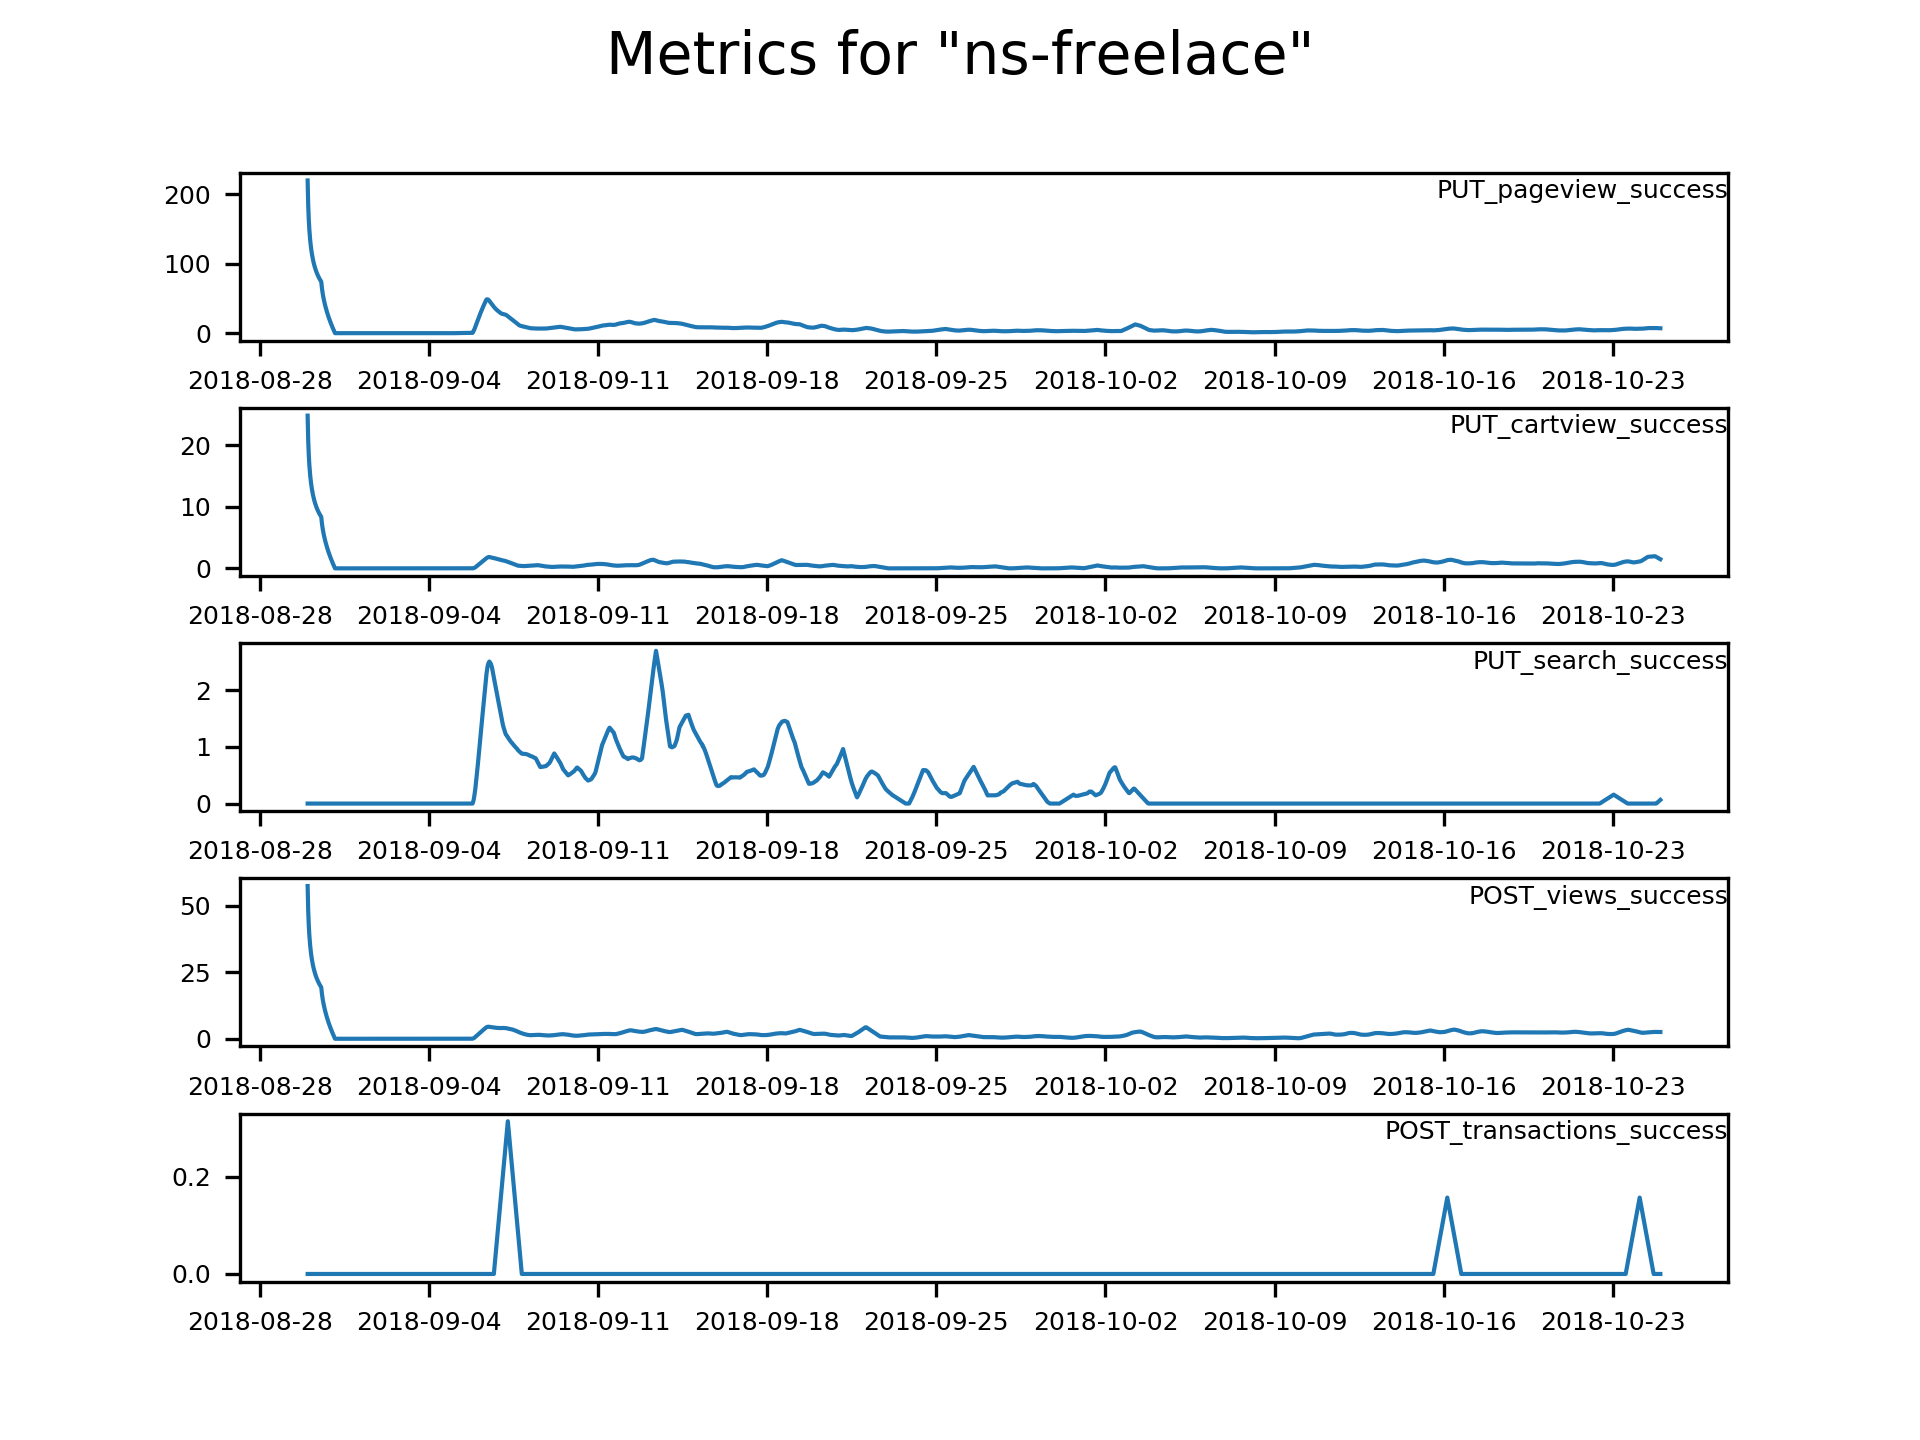 Metrics for "ns-freelace"
PUT_pageview_success
200
100
0
2018-08-28 2018-09-04 2018-09-11 2018-09-18 2018-09-25 2018-10-02 2018-10-09 2018-10-16 2018-10-23
PUT_cartview_success
20
10
0
2018-08-28 2018-09-04 2018-09-11 2018-09-18 2018-09-25 2018-10-02 2018-10-09 2018-10-16 2018-10-23
PUT_search_success
2
1
0
2018-08-28 2018-09-04 2018-09-11 2018-09-18 2018-09-25 2018-10-02 2018-10-09 2018-10-16 2018-10-23
POST_views_success
50
25
0
2018-08-28 2018-09-04 2018-09-11 2018-09-18 2018-09-25 2018-10-02 2018-10-09 2018-10-16 2018-10-23
POST_transactions_success
0.2
0.0
2018-08-28 2018-09-04 2018-09-11 2018-09-18 2018-09-25 2018-10-02 2018-10-09 2018-10-16 2018-10-23